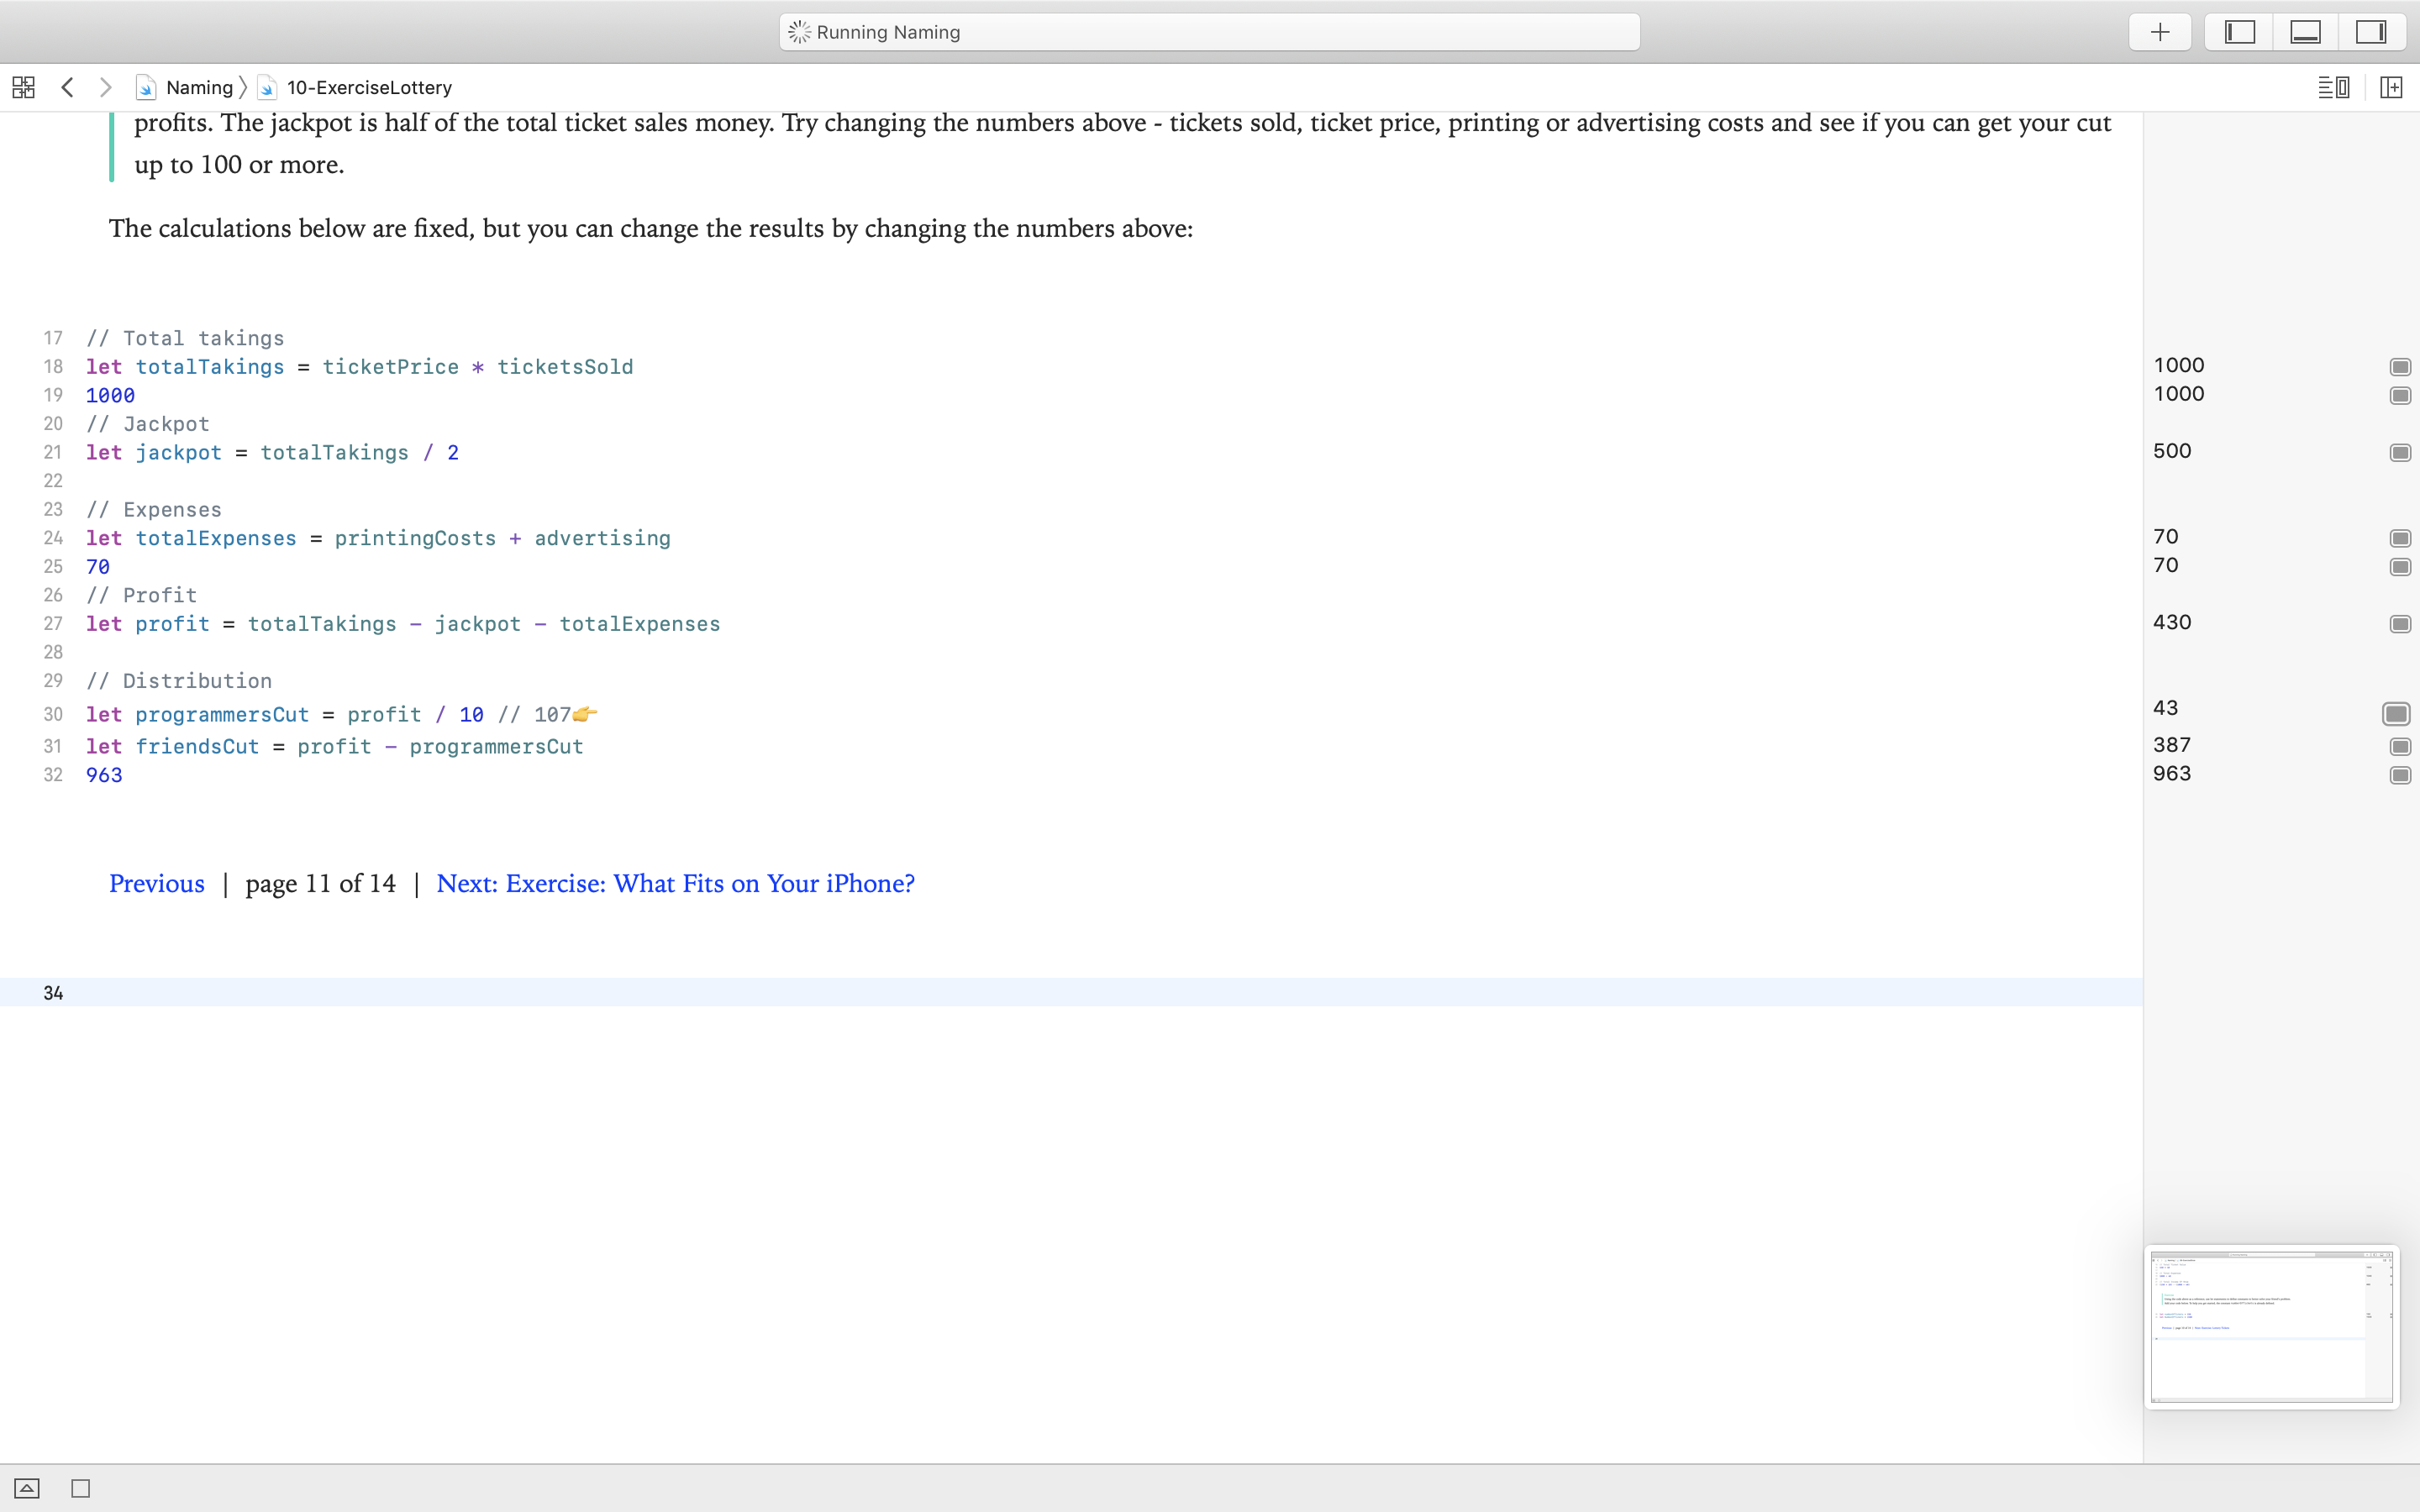 Running Naming
Naming 〉 10-ExerciseLottery
profits. The jackpot is half of the total ticket sales money. Try changing the numbers above - tickets sold, ticket price, printing or advertising costs and see if you can get your cut
up to 100 or more.
The calculations below are fixed, but you can change the results by changing the numbers above:
17 // Total takings
18 let totalTakings = ticketPrice * ticketsSold 1000
19 1000 1000
20 // Jackpot
21 let jackpot = totalTakings / 2 500
22
23 // Expenses
24 let totalExpenses = printingCosts + advertising 70
25 70 70
26 // Profit
27 let profit = totalTakings - jackpot - totalExpenses 430
28
29 // Distribution
30 let programmersCut = profit / 10 // 107👉 43
31 let friendsCut = profit - programmersCut 387
32 963 963
Previous | page 11 of 14 | Next: Exercise: What Fits on Your iPhone?
34